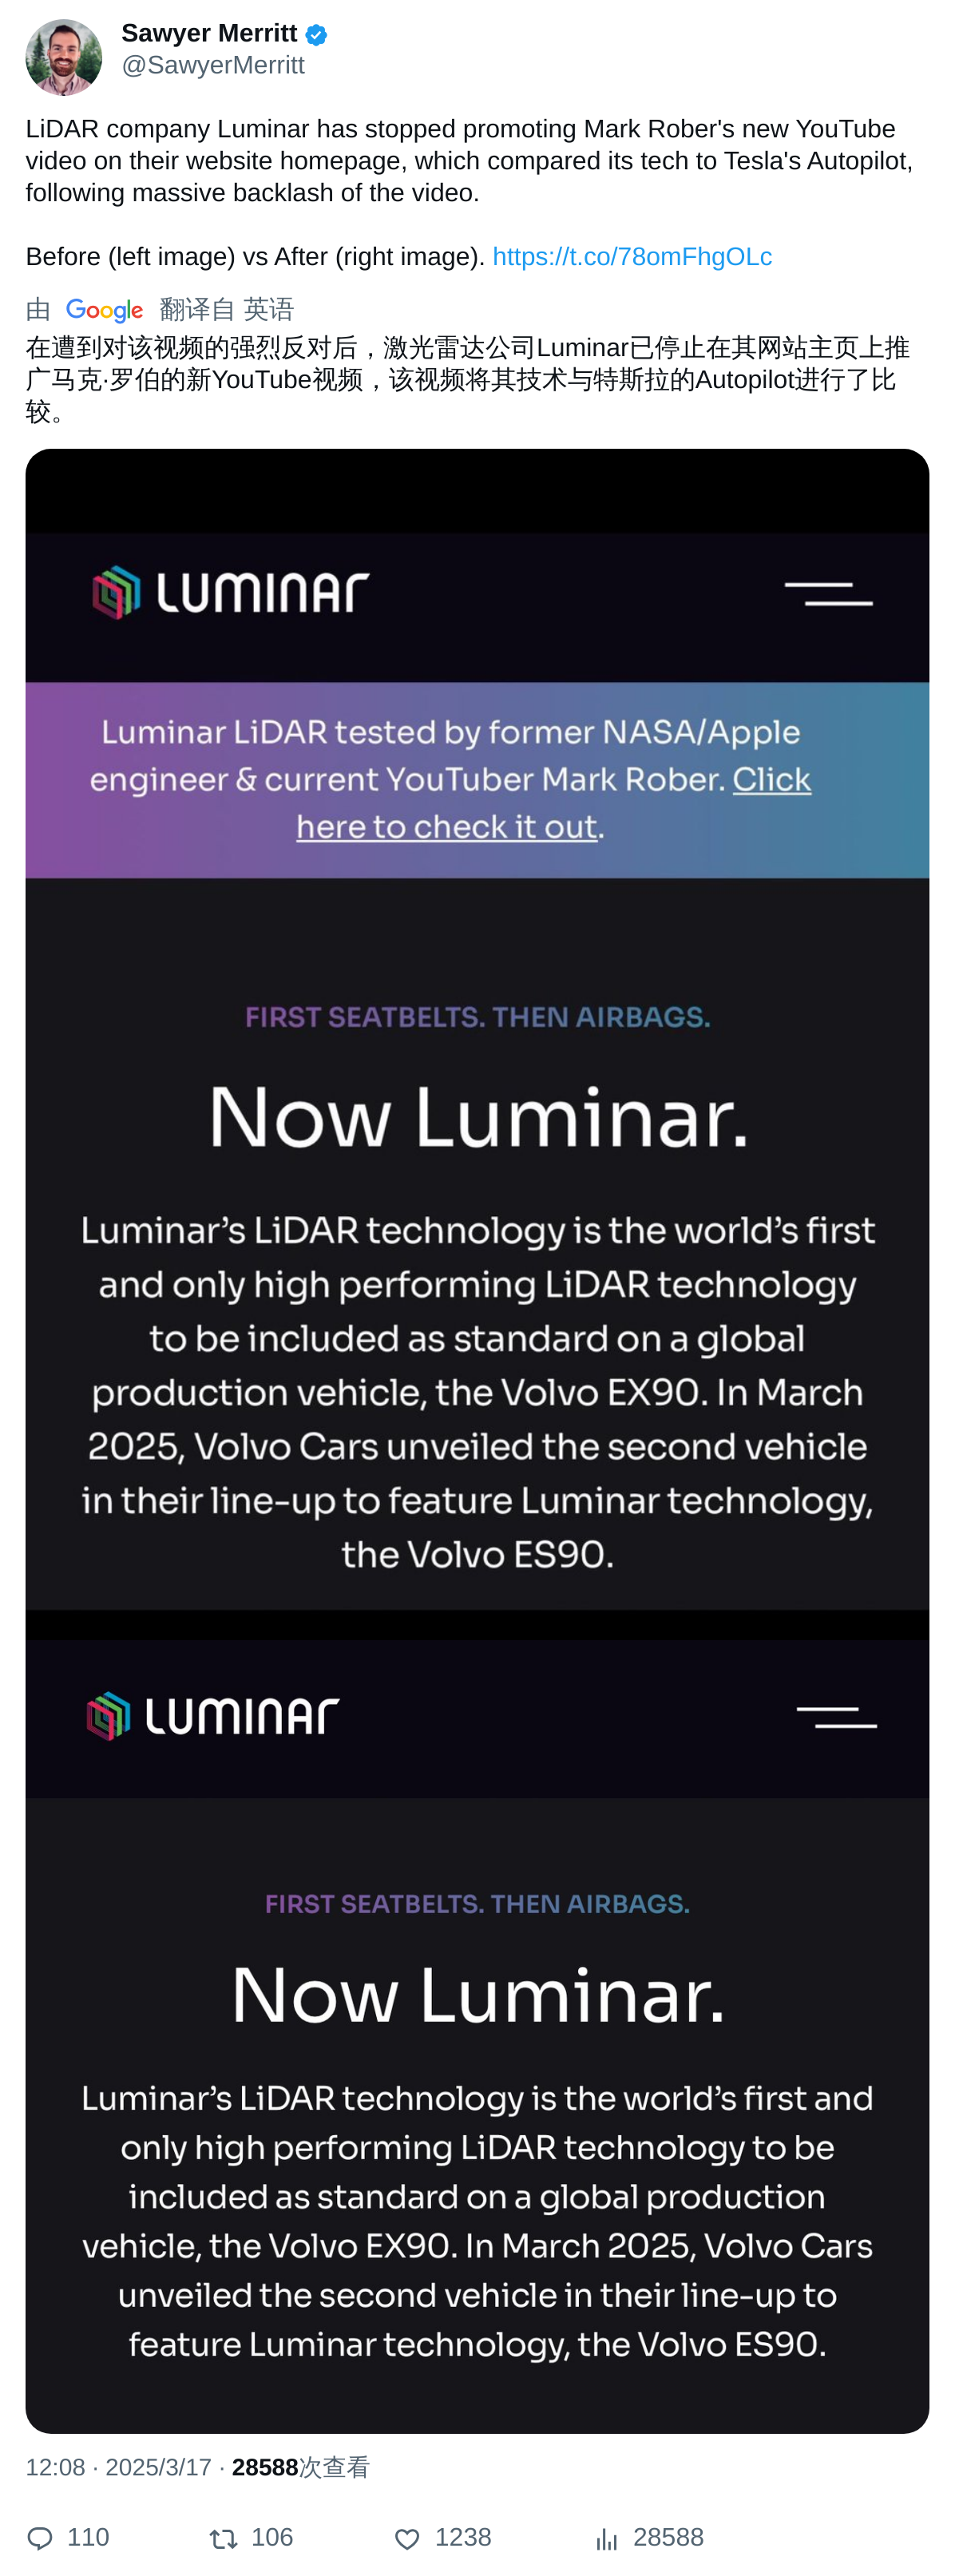 Sawyer Merritt
@SawyerMerritt
LiDAR company Luminar has stopped promoting Mark Rober's new YouTube
video on their website homepage, which compared its tech to Tesla's Autopilot,
following massive backlash of the video.
Before (left image) vs After (right image). https://t.co/78omFhgOLc
由 Google 翻译自 英语
在遭到对该视频的强烈反对后，激光雷达公司Luminar已停止在其网站主页上推
广马克·罗伯的新YouTube视频，该视频将其技术与特斯拉的Autopilot进行了比
较。
LUMINAR
Luminar LiDAR tested by former NASA/Apple
engineer & current YouTuber Mark Rober. Click
here to check it out.
FIRST SEATBELTS. THEN AIRBAGS.
Now Luminar.
Luminar’s LiDAR technology is the world’s first
and only high performing LiDAR technology
to be included as standard on a global
production vehicle, the Volvo EX90. In March
2025, Volvo Cars unveiled the second vehicle
in their line-up to feature Luminar technology,
the Volvo ES90.
LUMINAR
FIRST SEATBELTS. THEN AIRBAGS.
Now Luminar.
Luminar’s LiDAR technology is the world’s first and
only high performing LiDAR technology to be
included as standard on a global production
vehicle, the Volvo EX90. In March 2025, Volvo Cars
unveiled the second vehicle in their line-up to
feature Luminar technology, the Volvo ES90.
12:08 · 2025/3/17 · 28588次查看
110 106 1238 28588